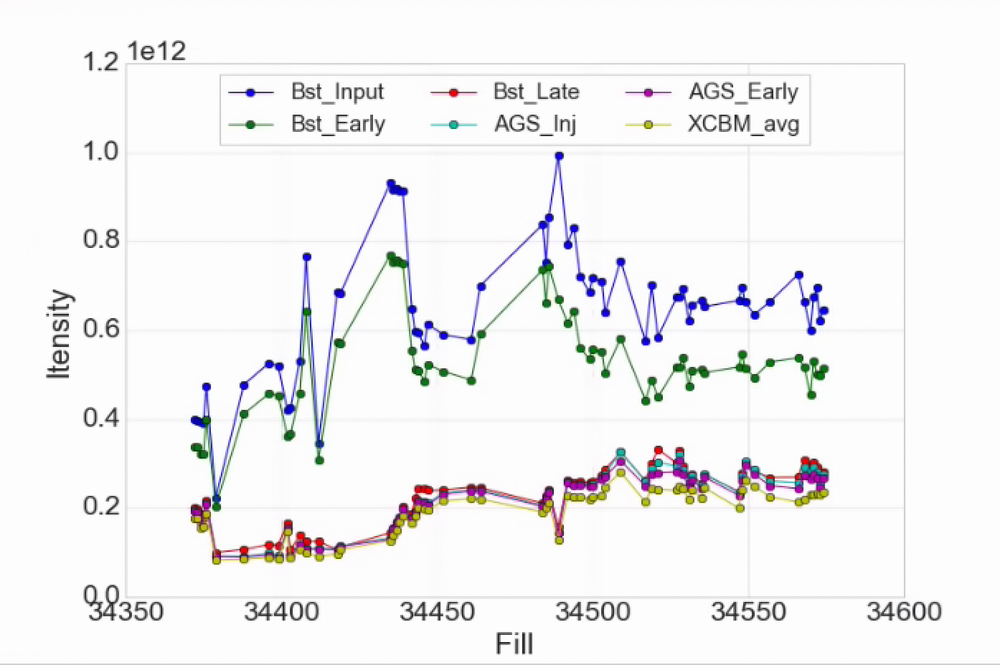 1e12
1.2
1.0
0.8
0.6
0.4
0.2
0.0
Itensity
Bst_Input
Bst_Early
Bst_Late
AGS_Inj
AGS_Early
XCBM_avg
34350 34400 34450 34500 34550 34600
Fill